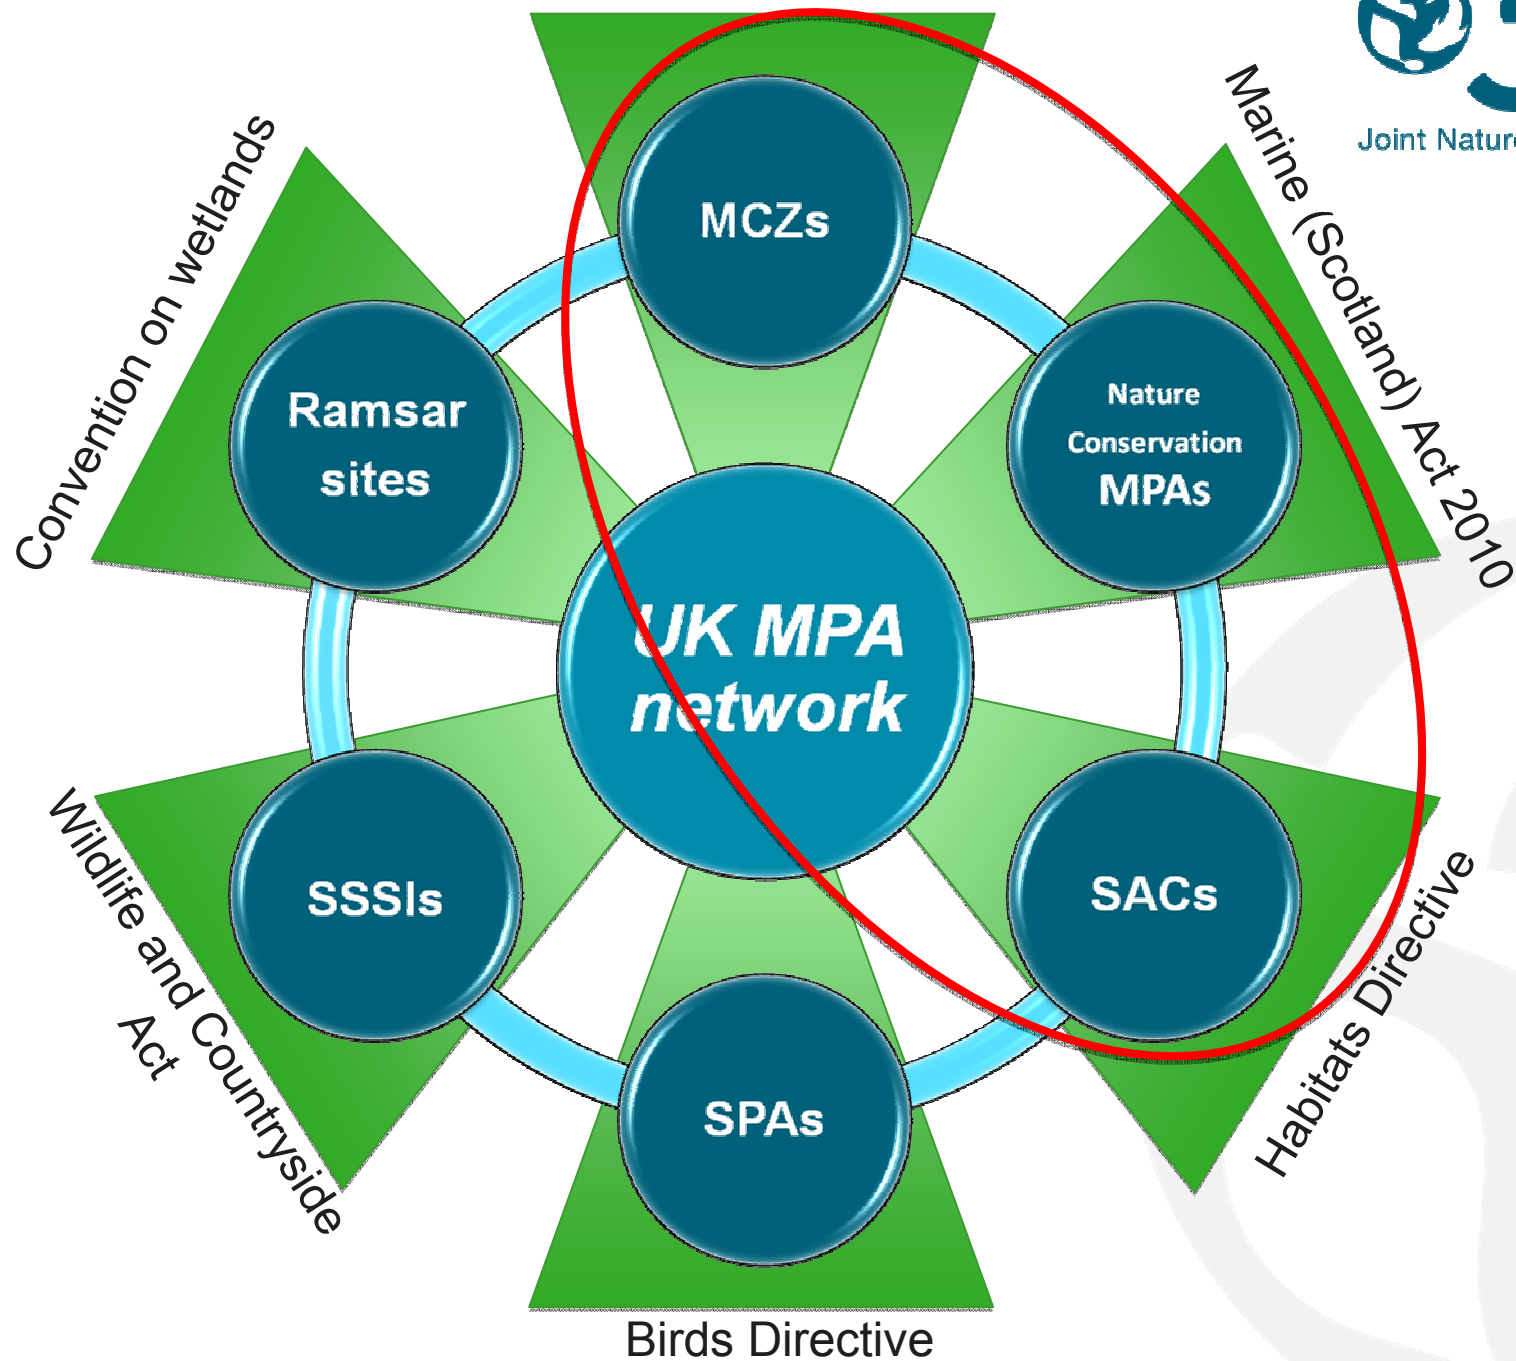 Joint Nature
MCZs
Marine (Scotland) Act 2010
Nature
Conservation
MPAs
Convention on wetlands
Ramsar
sites
UK MPA
network
SACs
Habitats Directive
SSSIs
Wildlife and Countryside
Act
SPAs
Birds Directive